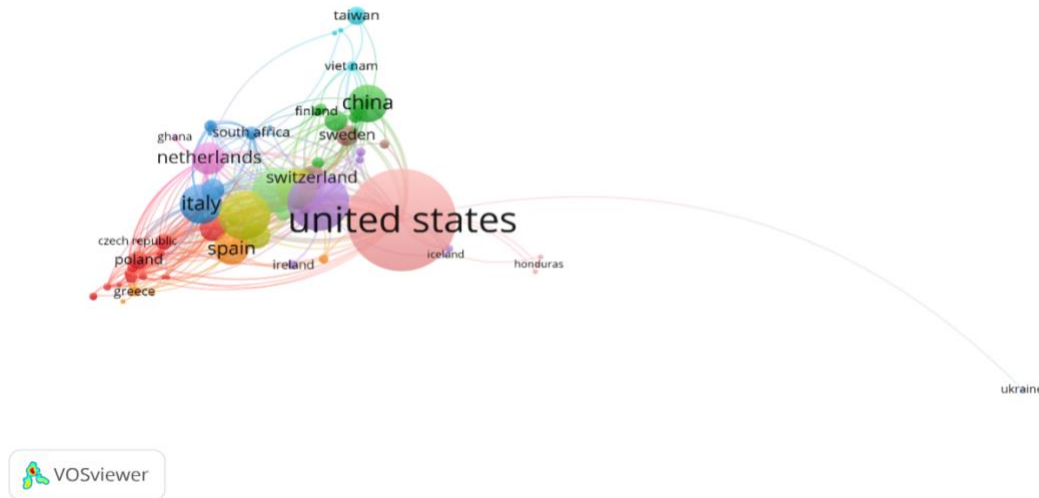 taiwan
viet nam
china
finland
ghana
south africa
sweden
netherlands
switzerland
italy
united states
czech republic
spain
poland
ireland
iceland
honduras
greece
ukraine
VOSviewer